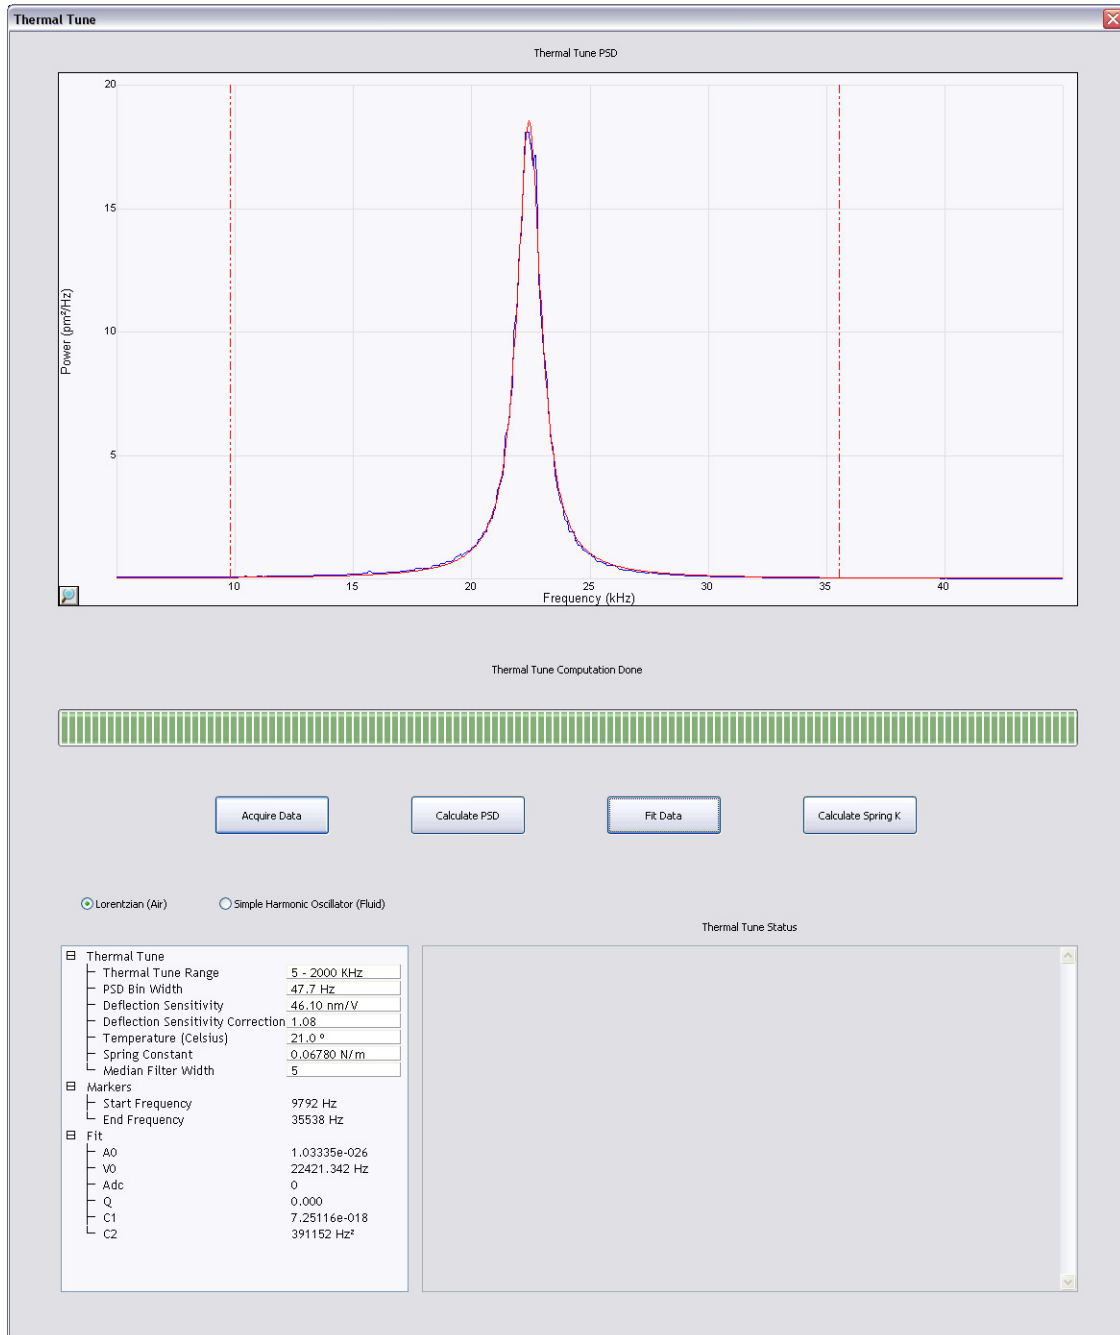 Thermal Tune
Thermal Tune PSD
20
15
10
5
Power (pm²/Hz)
10 15 20 25 30 35 40
Frequency (kHz)
Thermal Tune Computation Done
Acquire Data Calculate PSD Fit Data Calculate Spring K
Lorentzian (Air) Simple Harmonic Oscillator (Fluid)
Thermal Tune Status
Thermal Tune
Thermal Tune Range 5 - 2000 KHz
PSD Bin Width 47.7 Hz
Deflection Sensitivity 46.10 nm/V
Deflection Sensitivity Correction 1.08
Temperature (Celsius) 21.0 º
Spring Constant 0.06780 N/m
Median Filter Width 5
Markers
Start Frequency 9792 Hz
End Frequency 35538 Hz
Fit
A0 1.03335e-026
V0 22421.342 Hz
Adc 0
Q 0.000
C1 7.25116e-018
C2 391152 Hz²